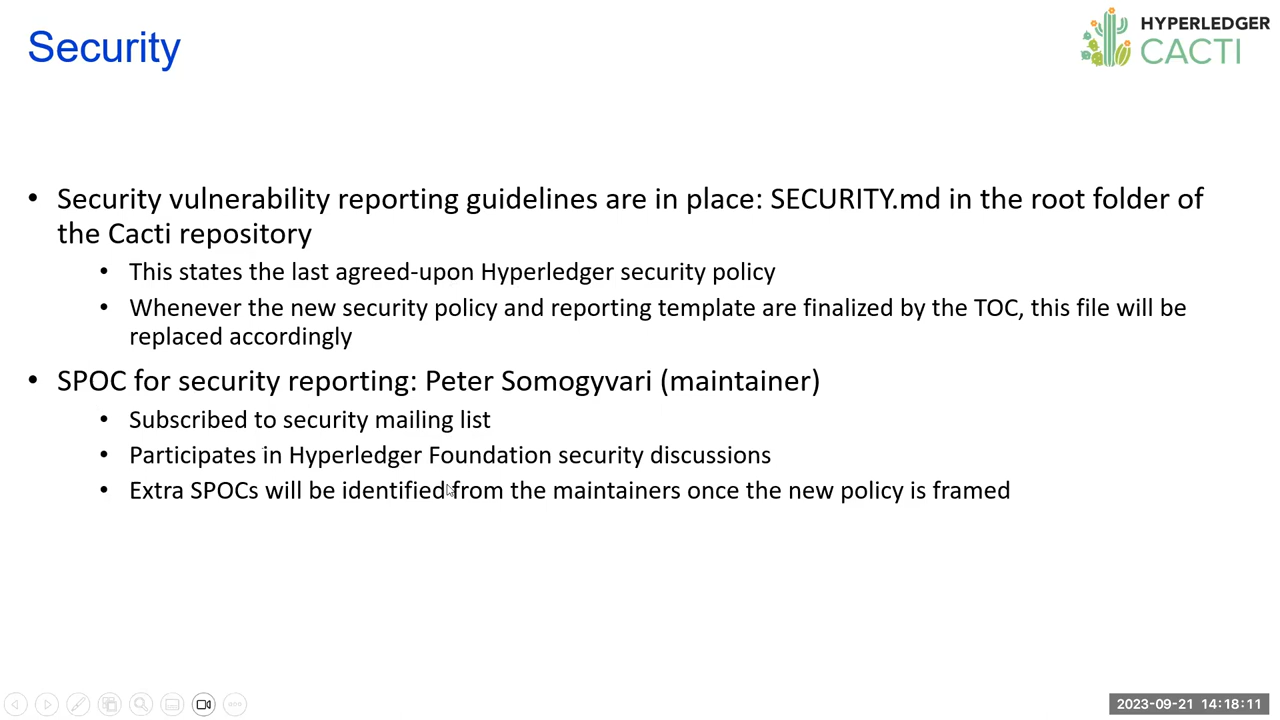 Security
HYPERLEDGER
CACTI
• Security vulnerability reporting guidelines are in place: SECURITY.md in the root folder of
the Cacti repository
• This states the last agreed-upon Hyperledger security policy
• Whenever the new security policy and reporting template are finalized by the TOC, this file will be
replaced accordingly
• SPOC for security reporting: Peter Somogyvari (maintainer)
• Subscribed to security mailing list
• Participates in Hyperledger Foundation security discussions
• Extra SPOCs will be identified from the maintainers once the new policy is framed
2023-09-21 14:18:11